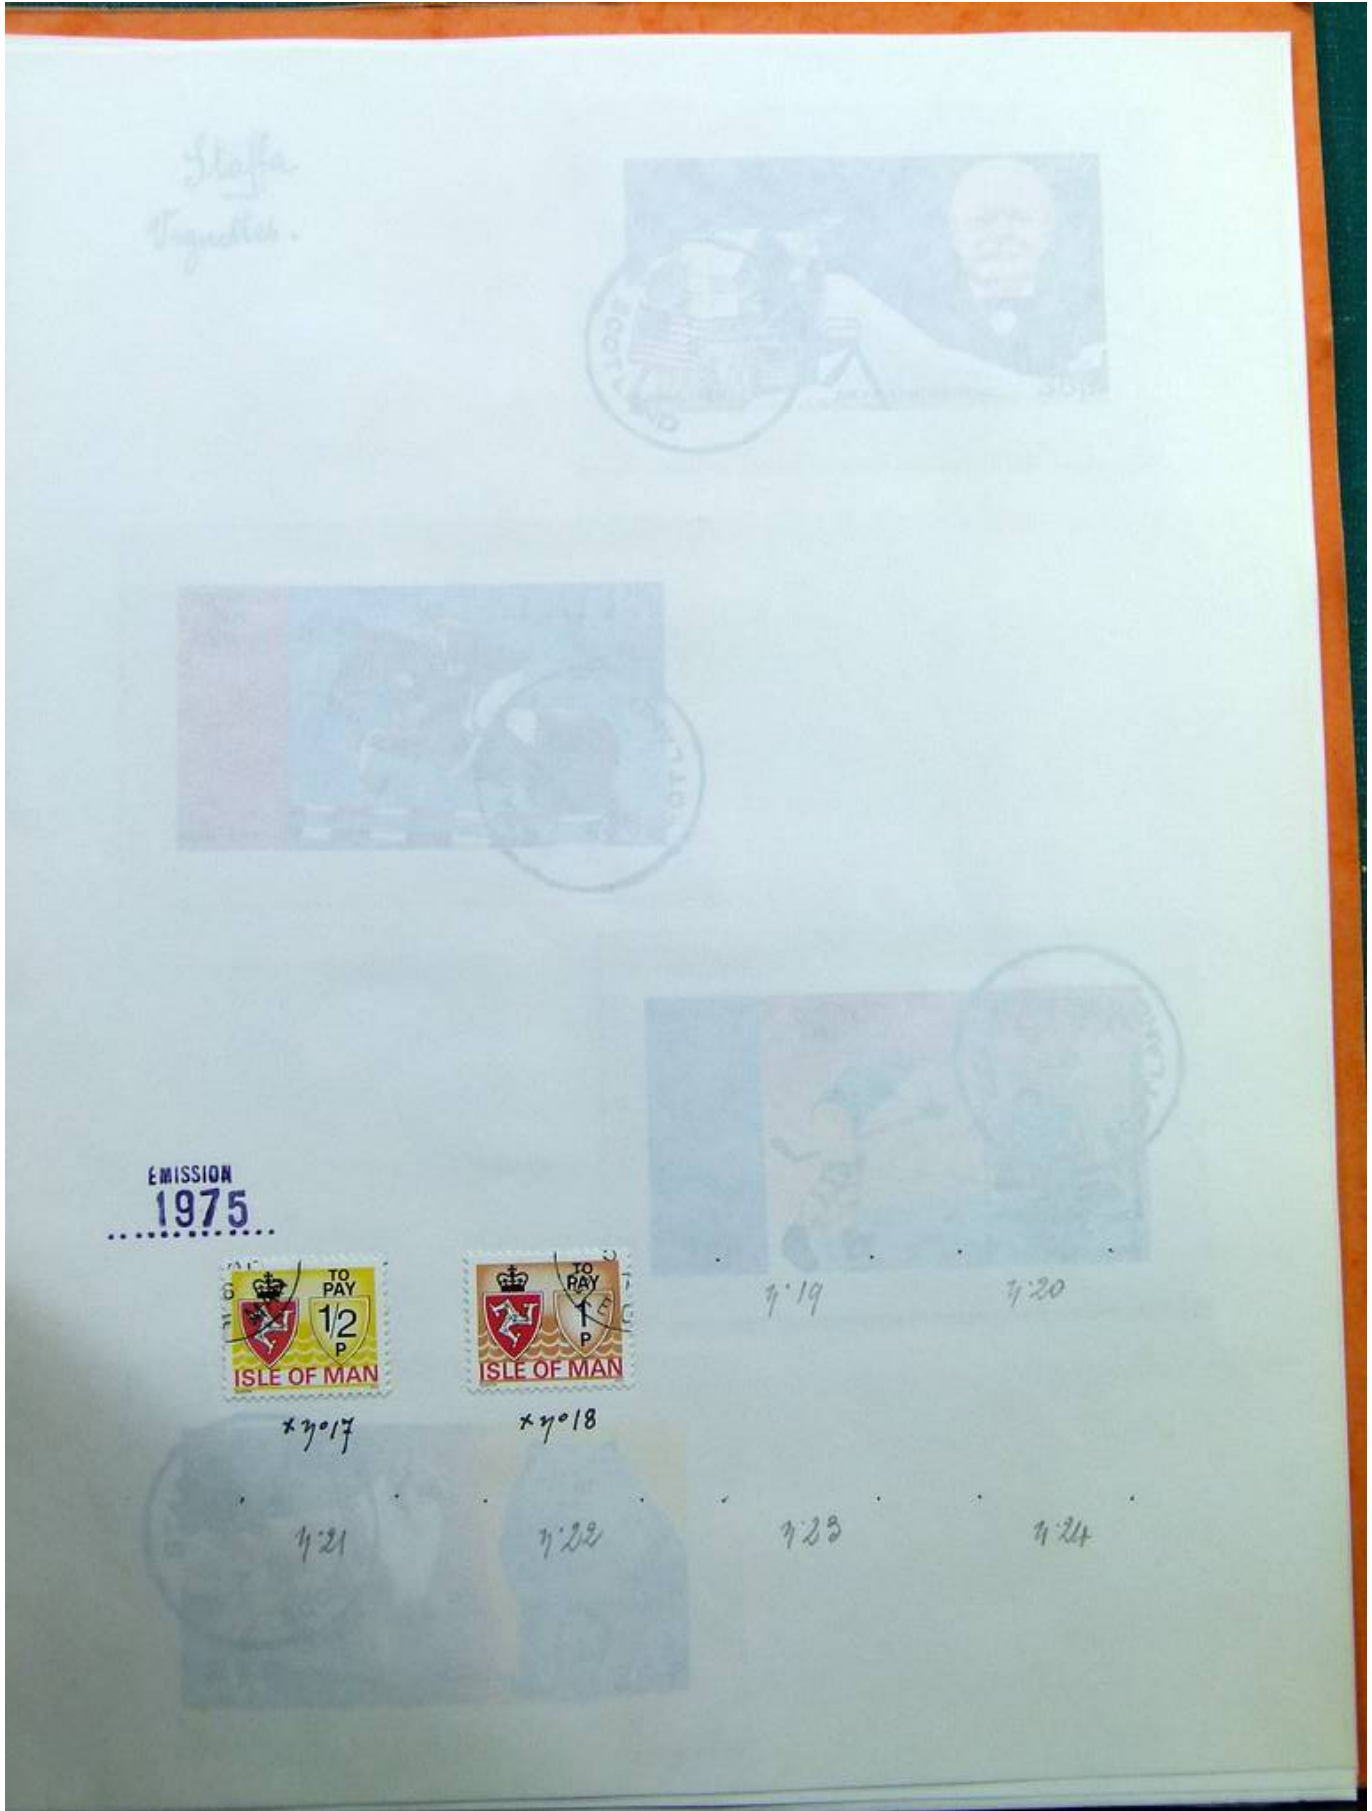 Staffa
Vignettes.
SCOTLAND
EMISSION
1975
TO
PAY
1/2
P
ISLE OF MAN
TO
PAY
1
P
ISLE OF MAN
n°19
n°20
x n°17
x n°18
n°21
n°22
n°23
n°24